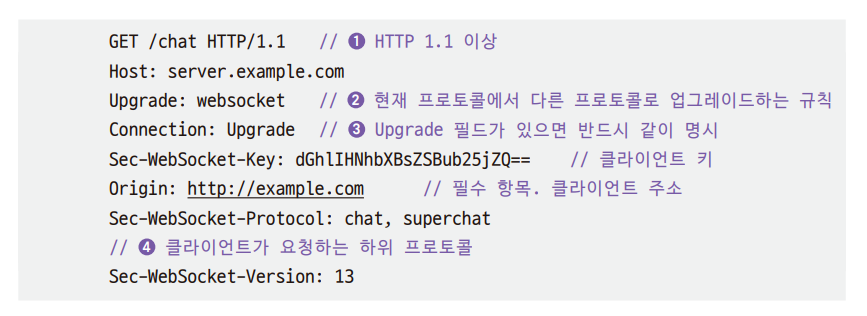 GET /chat HTTP/1.1 // ❶ HTTP 1.1 이상
Host: server.example.com
Upgrade: websocket // ❷ 현재 프로토콜에서 다른 프로토콜로 업그레이드하는 규칙
Connection: Upgrade // ❸ Upgrade 필드가 있으면 반드시 같이 명시
Sec-WebSocket-Key: dGhlIHNhbXBsZSBub25jZQ== // 클라이언트 키
Origin: http://example.com // 필수 항목. 클라이언트 주소
Sec-WebSocket-Protocol: chat, superchat
// ❹ 클라이언트가 요청하는 하위 프로토콜
Sec-WebSocket-Version: 13